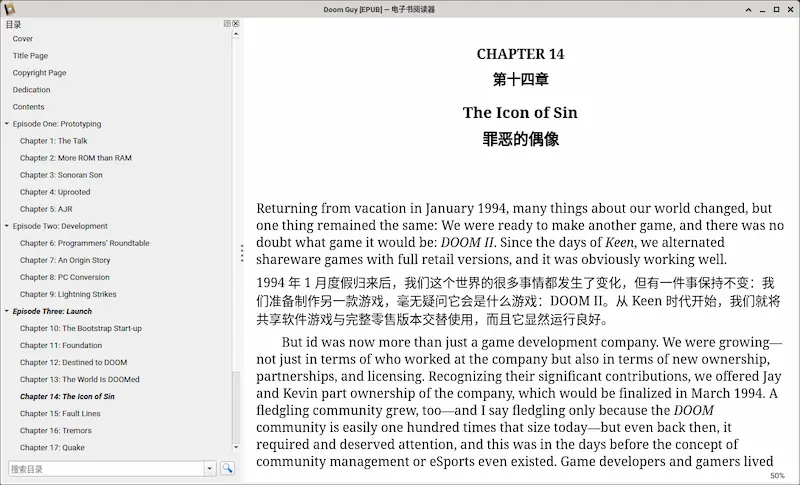 Doom Guy [EPUB] — 电子书阅读器
目录
Cover
Title Page
Copyright Page
Dedication
Contents
Episode One: Prototyping
Chapter 1: The Talk
Chapter 2: More ROM than RAM
Chapter 3: Sonoran Son
Chapter 4: Uprooted
Chapter 5: AJR
Episode Two: Development
Chapter 6: Programmers' Roundtable
Chapter 7: An Origin Story
Chapter 8: PC Conversion
Chapter 9: Lightning Strikes
Episode Three: Launch
Chapter 10: The Bootstrap Start-up
Chapter 11: Foundation
Chapter 12: Destined to DOOM
Chapter 13: The World Is DOOMed
Chapter 14: The Icon of Sin
Chapter 15: Fault Lines
Chapter 16: Tremors
Chapter 17: Quake
搜索目录
CHAPTER 14
第十四章
The Icon of Sin
罪恶的偶像
Returning from vacation in January 1994, many things about our world changed, but
one thing remained the same: We were ready to make another game, and there was no
doubt what game it would be: DOOM II. Since the days of Keen, we alternated
shareware games with full retail versions, and it was obviously working well.
1994 年 1 月度假归来后，我们这个世界的很多事情都发生了变化，但有一件事保持不变：我
们准备制作另一款游戏，毫无疑问它会是什么游戏：DOOM II。从 Keen 时代开始，我们就将
共享软件游戏与完整零售版本交替使用，而且它显然运行良好。
But id was now more than just a game development company. We were growing—
not just in terms of who worked at the company but also in terms of new ownership,
partnerships, and licensing. Recognizing their significant contributions, we offered Jay
and Kevin part ownership of the company, which would be finalized in March 1994. A
fledgling community grew, too—and I say fledgling only because the DOOM
community is easily one hundred times that size today—but even back then, it
required and deserved attention, and this was in the days before the concept of
community management or eSports even existed. Game developers and gamers lived
50%